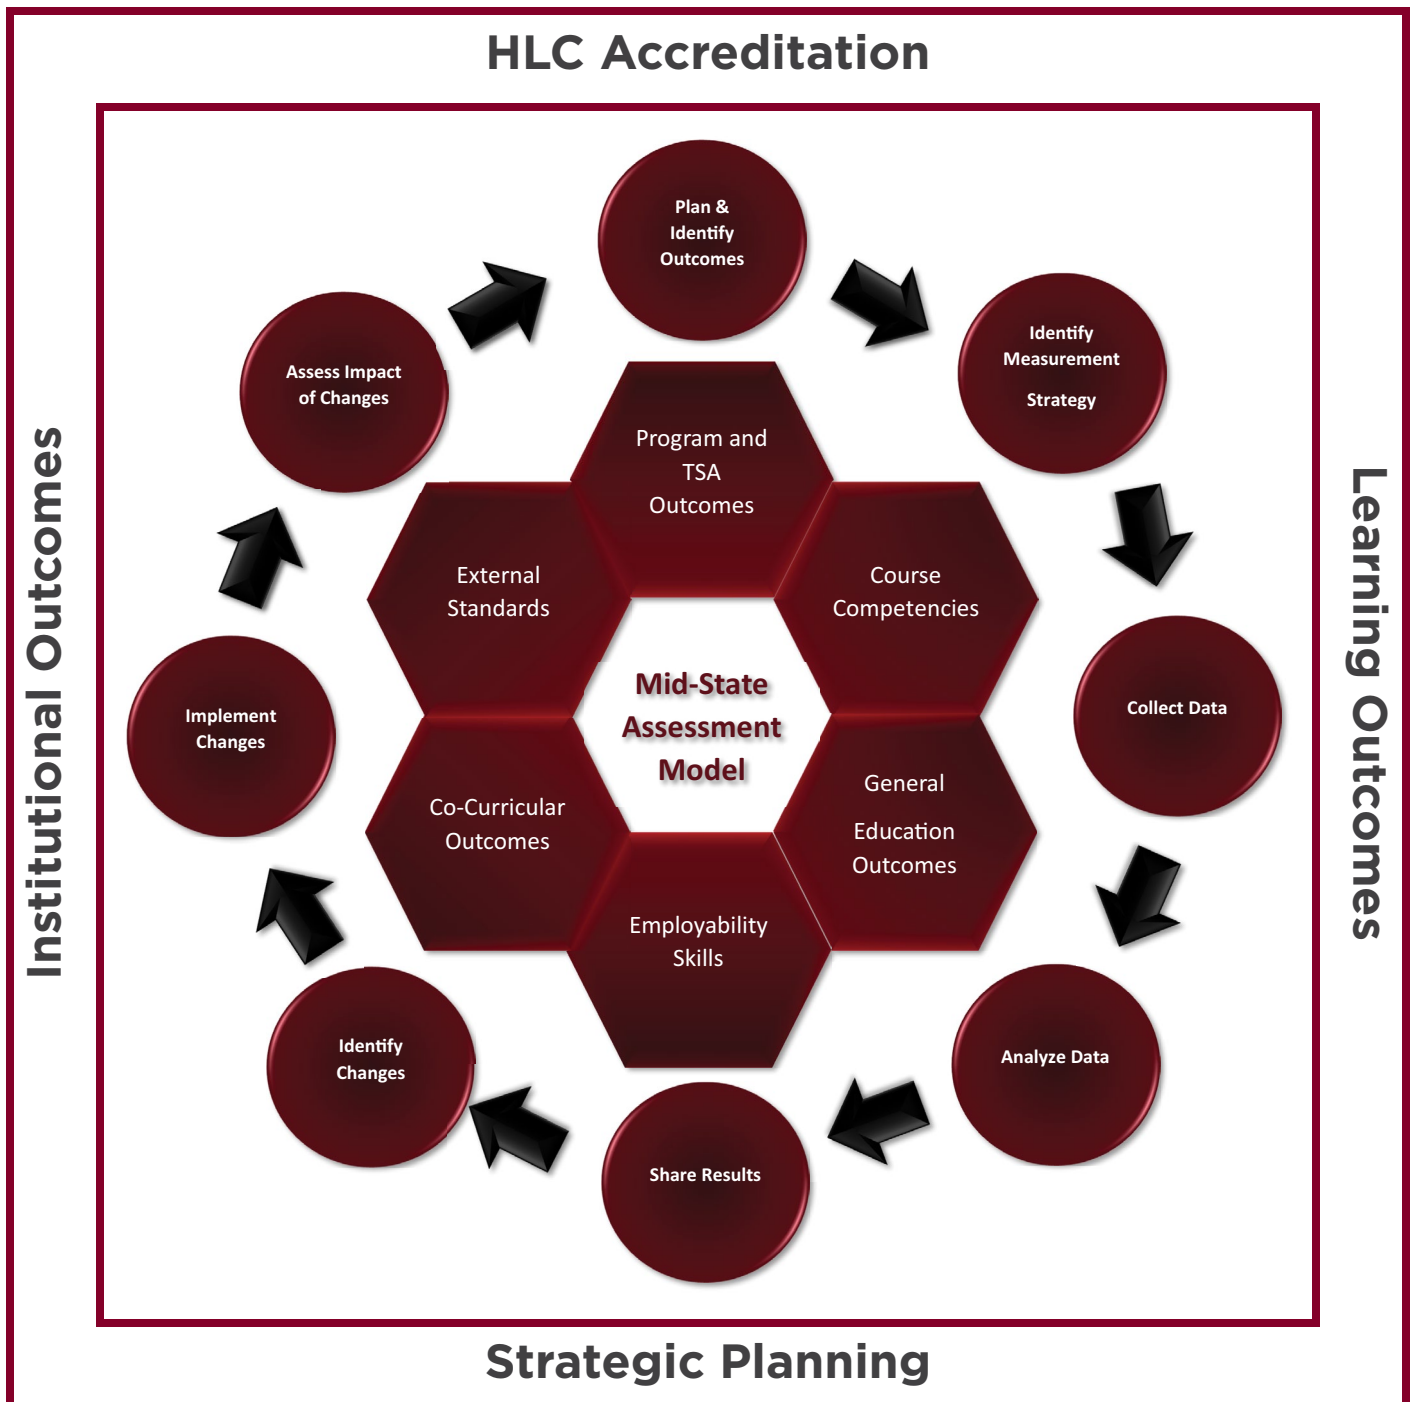 HLC Accreditation
Plan &
Identify
Outcomes
Identify
Measurement
Strategy
Collect Data
Analyze Data
Share Results
Identify
Changes
Implement
Changes
Assess Impact
of Changes
Program and
TSA
Outcomes
Course
Competencies
General
Education
Outcomes
Employability
Skills
Co-Curricular
Outcomes
External
Standards
Mid-State
Assessment
Model
Institutional Outcomes
Learning Outcomes
Strategic Planning